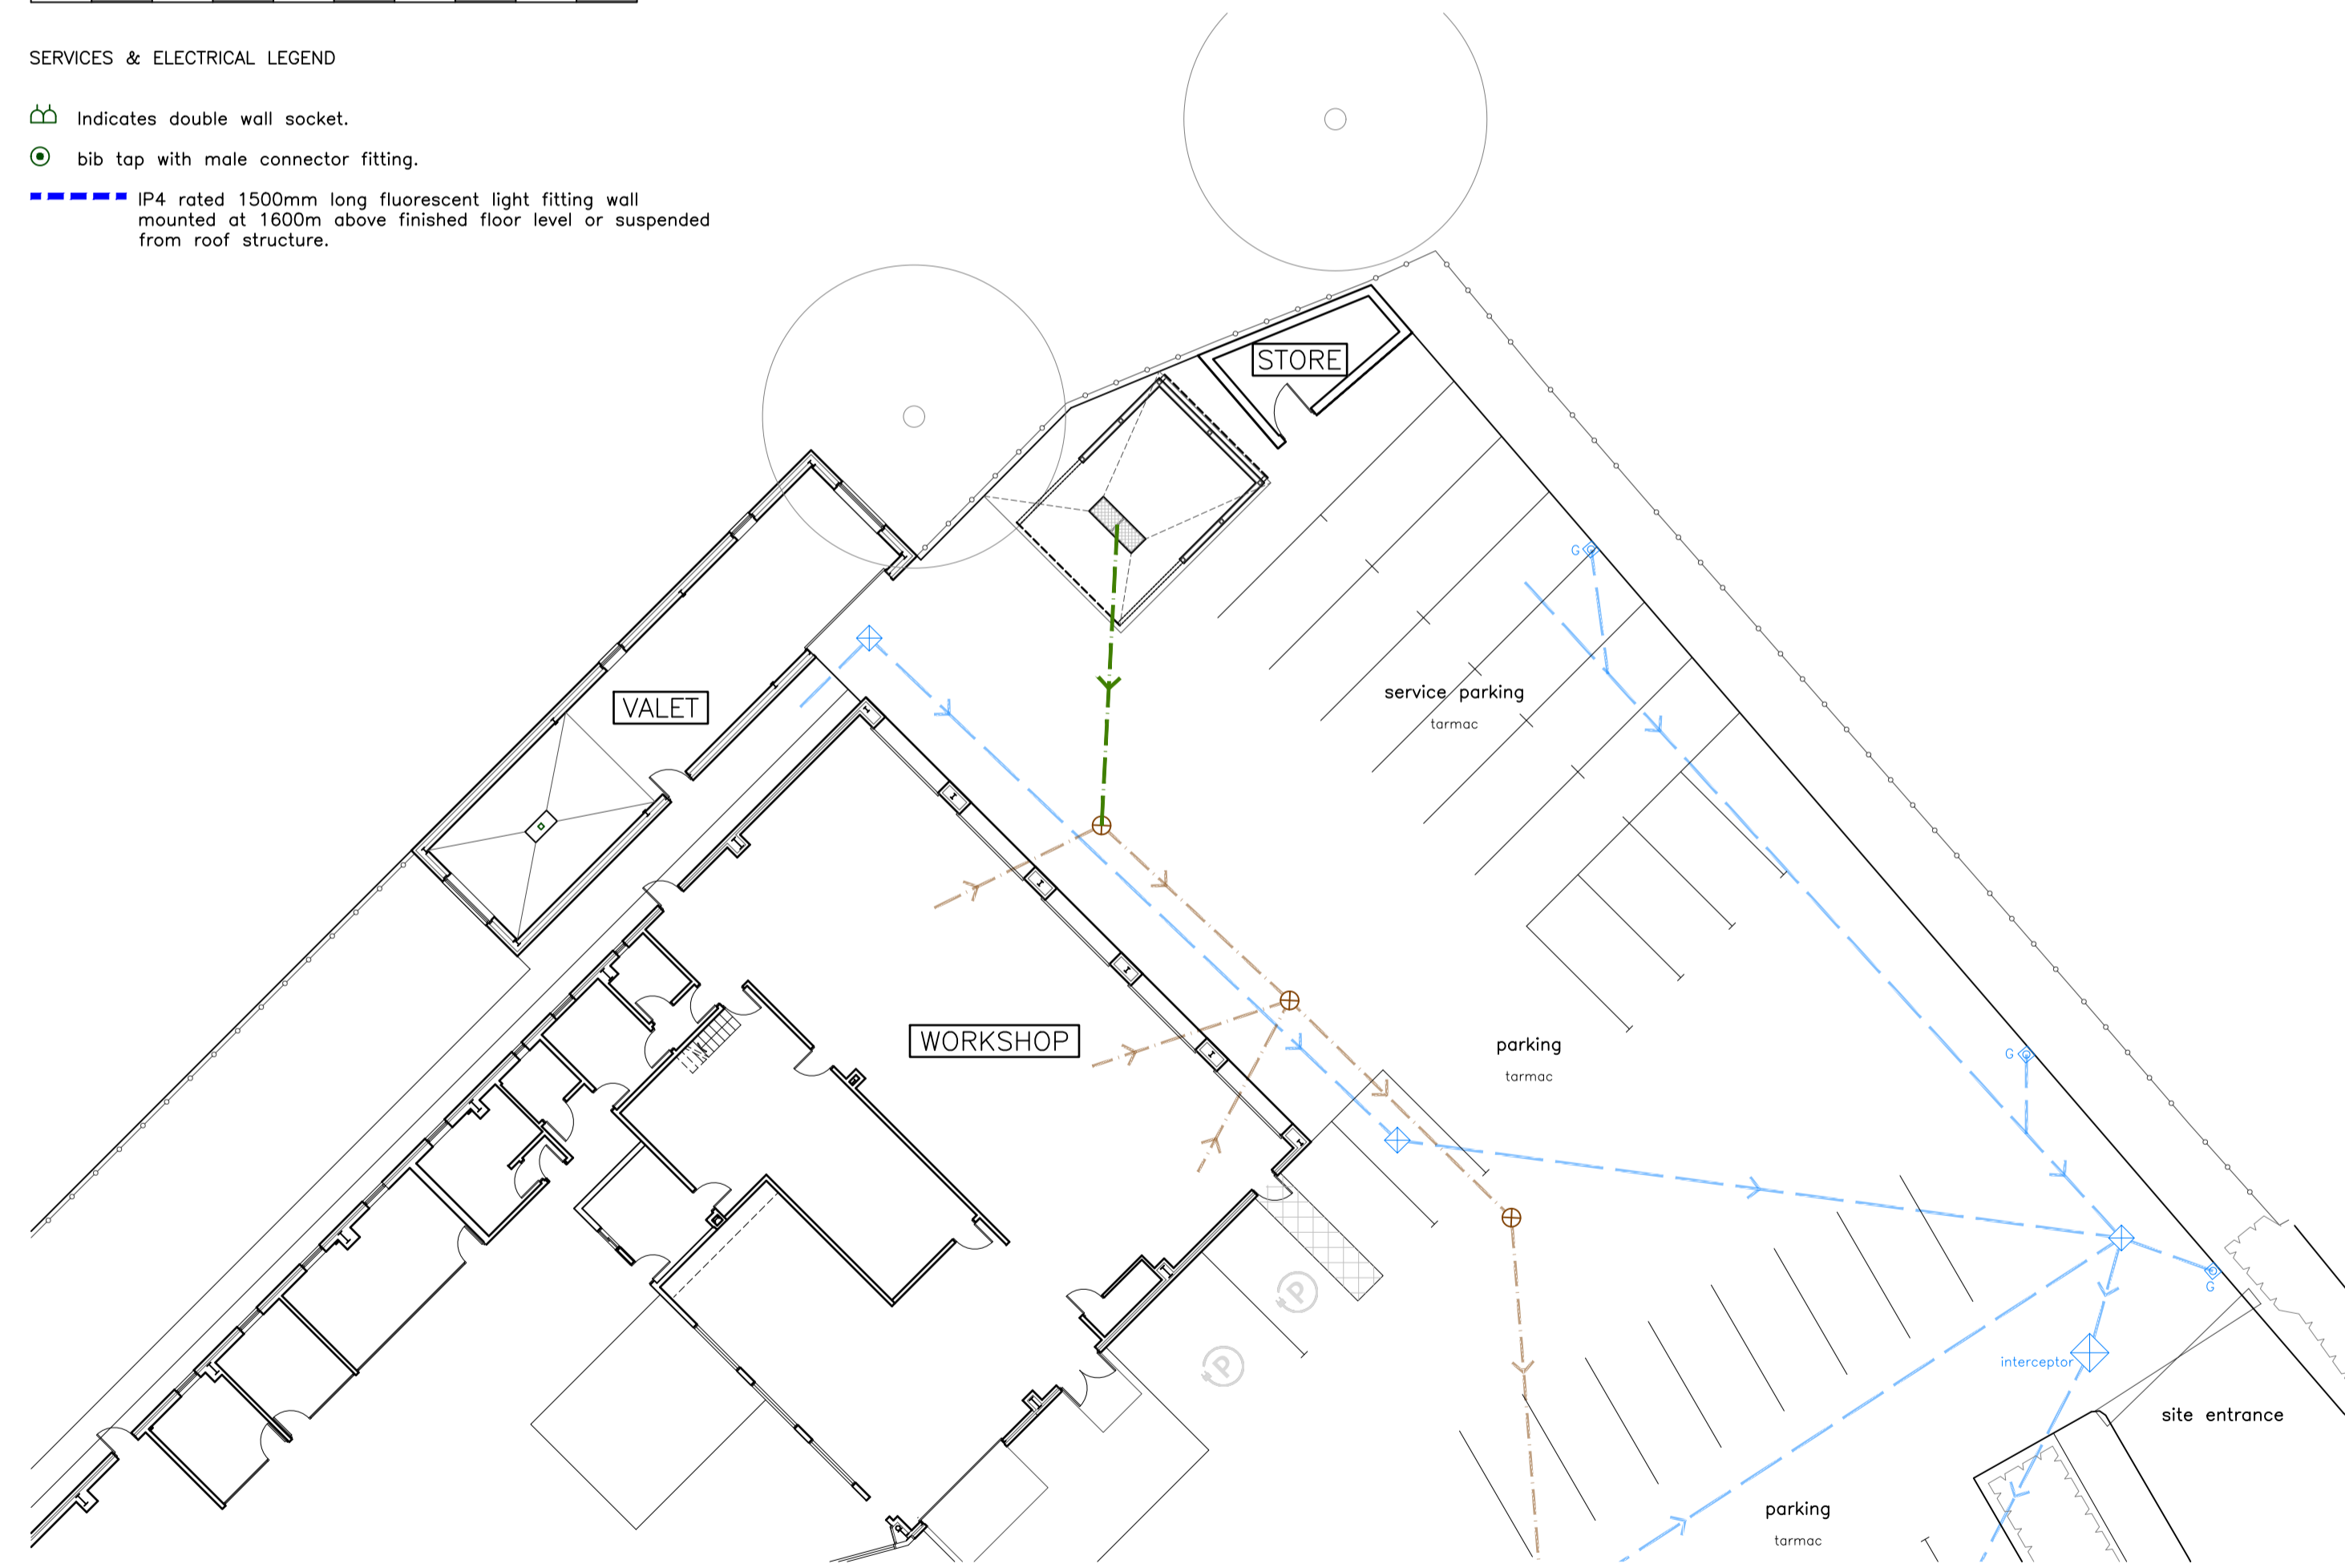 SERVICES & ELECTRICAL LEGEND
Indicates double wall socket.
bib tap with male connector fitting.
IP4 rated 1500mm long fluorescent light fitting wall
mounted at 1600m above finished floor level or suspended
from roof structure.
STORE
G
VALET
service parking
tarmac
WORKSHOP
IN
parking
tarmac
G
G
P
P
interceptor
site entrance
parking
tarmac